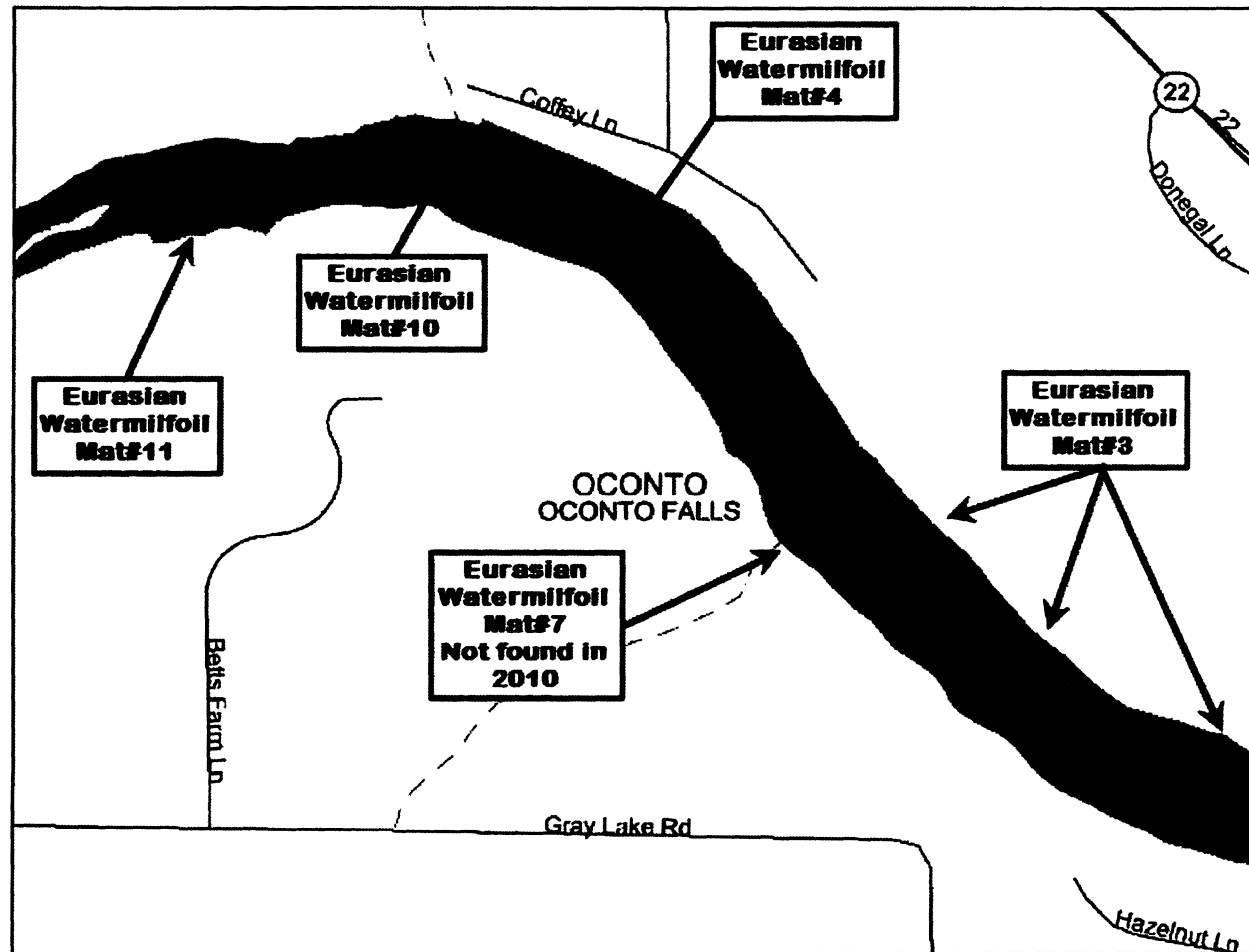 Eurasian
Watermilfoil
Mat#4
22
22
Coffey Ln
Donegal Ln
Eurasian
Watermilfoil
Mat#10
Eurasian
Watermilfoil
Mat#11
Eurasian
Watermilfoil
Mat#3
OCONTO
OCONTO FALLS
Eurasian
Watermilfoil
Mat#7
Not found in
2010
Betts Farm Ln
Gray Lake Rd
Hazelnut Ln